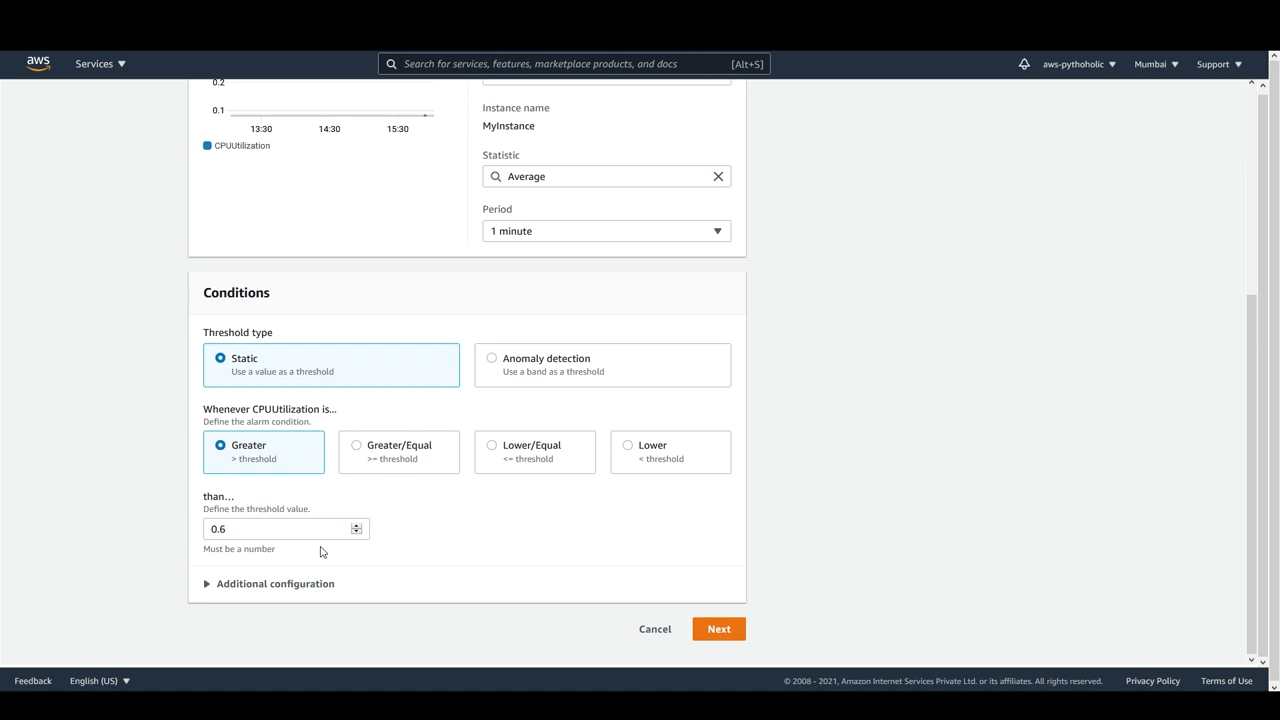 aws Services Search for services, features, marketplace products, and docs [Alt+S] aws-pythoholic Mumbai Support
0.2
0.1
13:30 14:30 15:30
CPUUtilization
Instance name
MyInstance
Statistic
Average
Period
1 minute
Conditions
Threshold type
Static
Use a value as a threshold
Anomaly detection
Use a band as a threshold
Whenever CPUUtilization is...
Define the alarm condition.
Greater
> threshold
Greater/Equal
>= threshold
Lower/Equal
<= threshold
Lower
< threshold
than...
Define the threshold value.
0.6
Must be a number
Additional configuration
Cancel Next
Feedback English (US) © 2008 - 2021, Amazon Internet Services Private Ltd. or its affiliates. All rights reserved. Privacy Policy Terms of Use